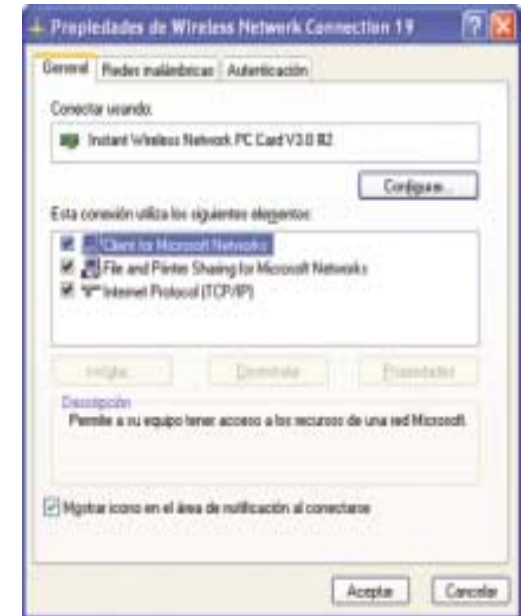 Propiedades de Wireless Network Connection 19
General Redes inalámbricas Autenticación
Conectar usando:
Instant Wireless Network PC Card V3.0 #2
Configurar...
Esta conexión utiliza los siguientes elementos:
Client for Microsoft Networks
File and Printer Sharing for Microsoft Networks
Internet Protocol (TCP/IP)
Instalar... Desinstalar Propiedades
Descripción
Permite a su equipo tener acceso a los recursos de una red Microsoft.
Mostrar icono en el área de notificación al conectarse
Aceptar Cancelar